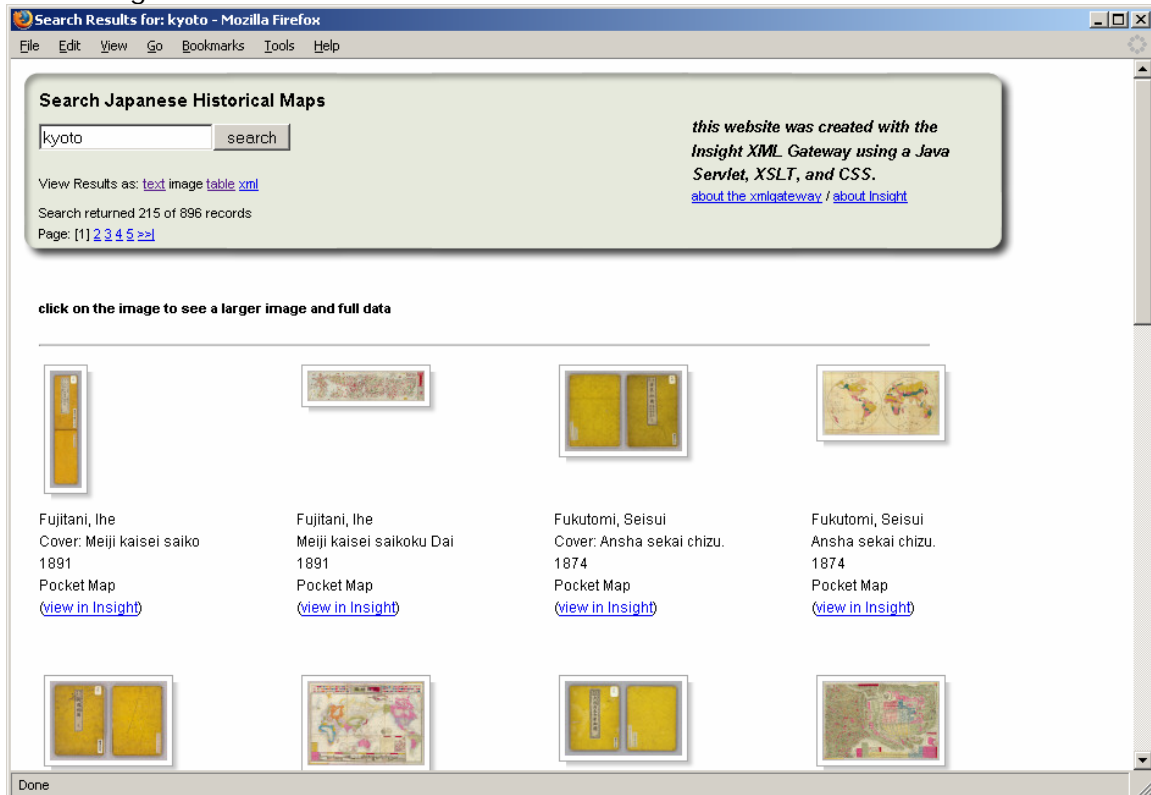 Search Results for: kyoto - Mozilla Firefox
File Edit View Go Bookmarks Tools Help
Search Japanese Historical Maps
kyoto search
this website was created with the
Insight XML Gateway using a Java
Servlet, XSLT, and CSS.
about the xmlgateway / about Insight
View Results as: text image table xml
Search returned 215 of 896 records
Page: [1] 2 3 4 5 >>|
click on the image to see a larger image and full data
Fujitani, Ihe
Cover: Meiji kaisei saiko
1891
Pocket Map
(view in Insight)
Fujitani, Ihe
Meiji kaisei saikoku Dai
1891
Pocket Map
(view in Insight)
Fukutomi, Seisui
Cover: Ansha sekai chizu.
1874
Pocket Map
(view in Insight)
Fukutomi, Seisui
Ansha sekai chizu.
1874
Pocket Map
(view in Insight)
Done